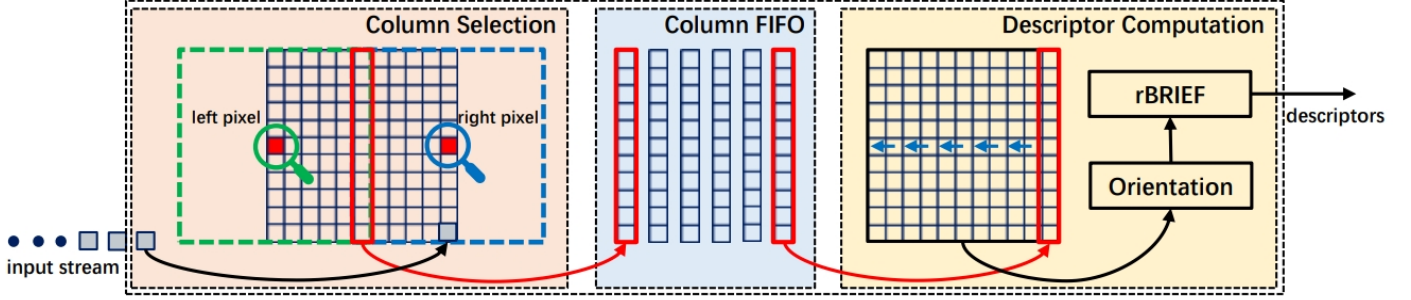 Column Selection
Column FIFO
Descriptor Computation
left pixel
right pixel
rBRIEF
descriptors
Orientation
input stream